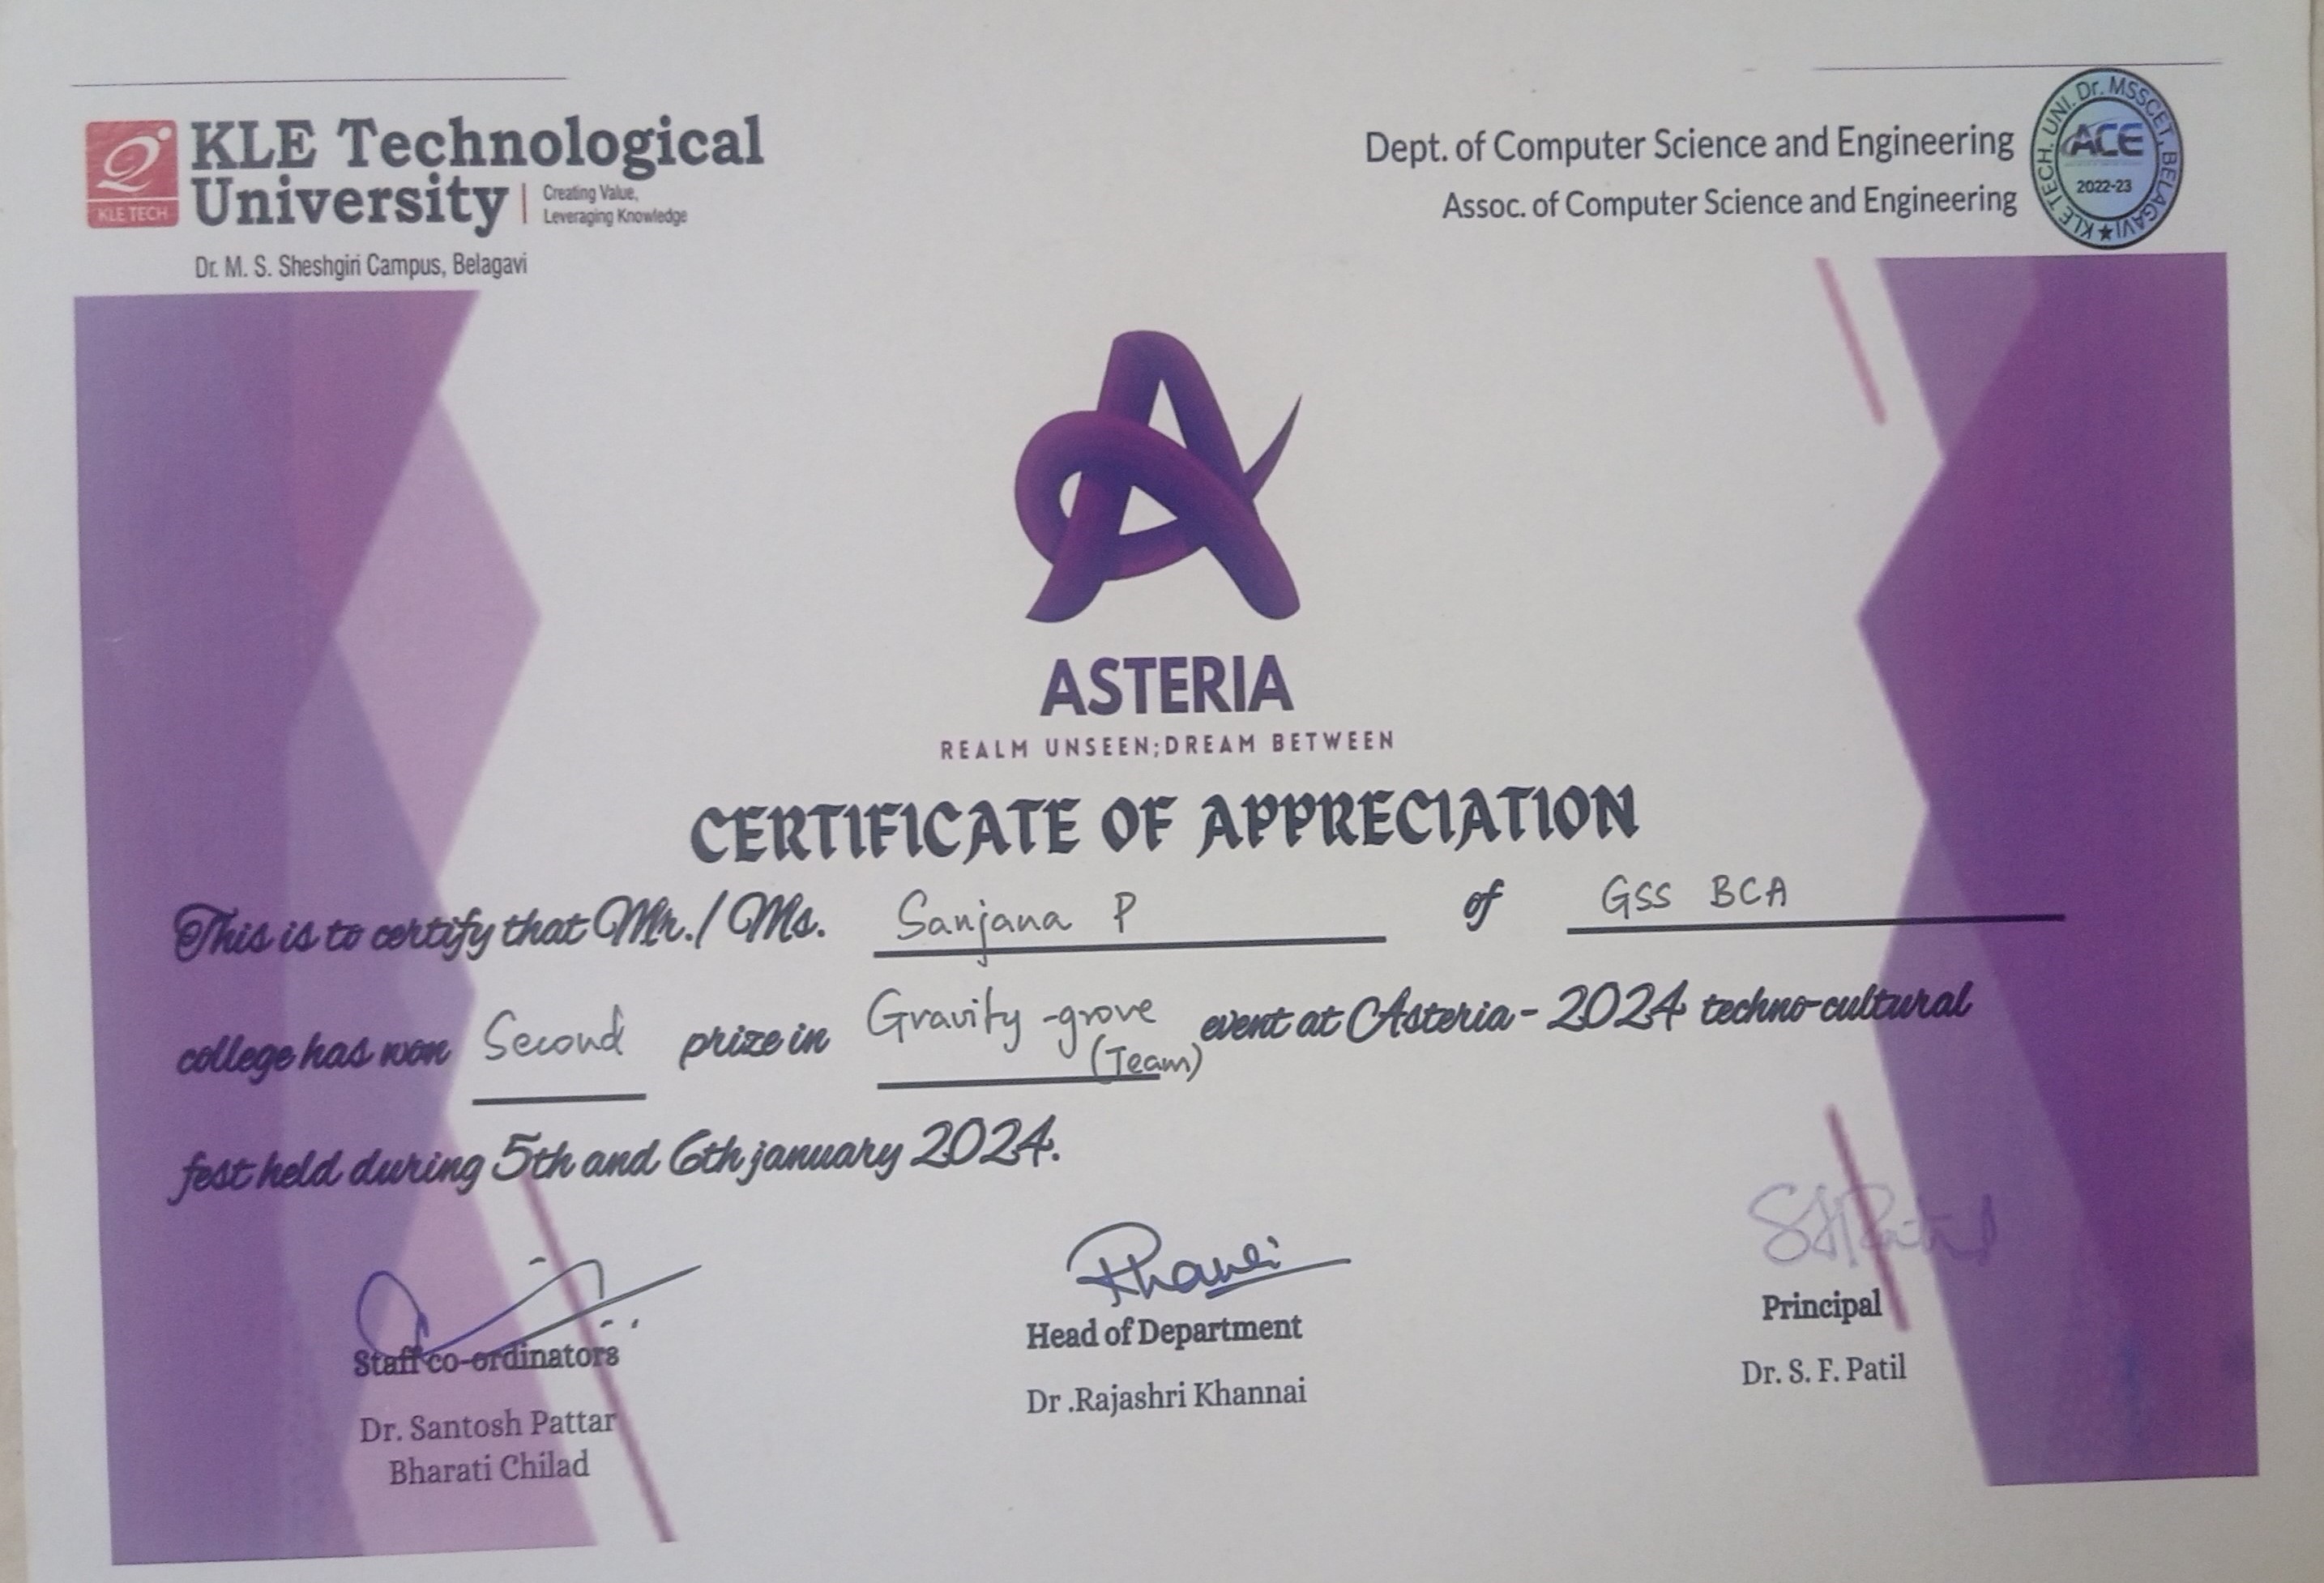 KLE Technological
University
Creating Value,
Leveraging Knowledge
KLE TECH
Dr. M. S. Sheshgiri Campus, Belagavi
Dept. of Computer Science and Engineering
Assoc. of Computer Science and Engineering
KLE TECH. UNI. Dr. MSSCET, BELAGAVI
ACE
2022-23
ASTERIA
REALM UNSEEN;DREAM BETWEEN
CERTIFICATE OF APPRECIATION
This is to certify that Mr./ Ms. Sanjana P of GSS BCA
college has won Second prize in Gravity-grove event at Asteria - 2024 techno-cultural
(Team)
fest held during 5th and 6th january 2024.
Staff co-ordinators
Dr. Santosh Pattar
Bharati Chilad
Head of Department
Dr .Rajashri Khannai
Principal
Dr. S. F. Patil